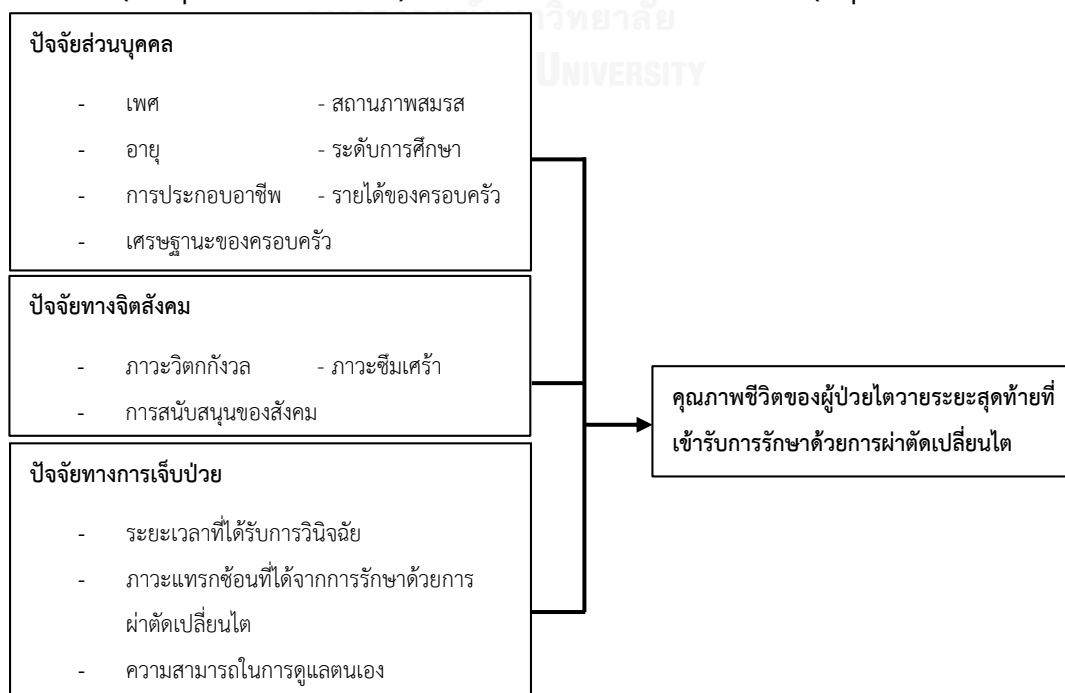 วิทยาลัย
UNIVERSITY
ปัจจัยส่วนบุคคล
- เพศ - สถานภาพสมรส
- อายุ - ระดับการศึกษา
- การประกอบอาชีพ - รายได้ของครอบครัว
- เศรษฐานะของครอบครัว
ปัจจัยทางจิตสังคม
- ภาวะวิตกกังวล - ภาวะซึมเศร้า
- การสนับสนุนของสังคม
ปัจจัยทางการเจ็บป่วย
- ระยะเวลาที่ได้รับการวินิจฉัย
- ภาวะแทรกซ้อนที่ได้จากการรักษาด้วยการ
ผ่าตัดเปลี่ยนไต
- ความสามารถในการดูแลตนเอง
คุณภาพชีวิตของผู้ป่วยไตวายระยะสุดท้ายที่
เข้ารับการรักษาด้วยการผ่าตัดเปลี่ยนไต